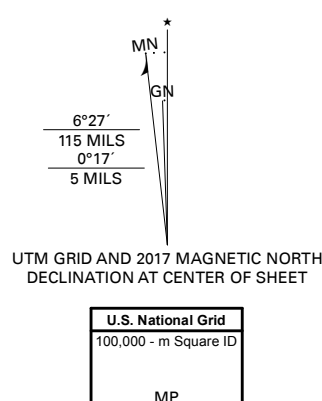 ★
MN
GN
6°27´
115 MILS
0°17´
5 MILS
UTM GRID AND 2017 MAGNETIC NORTH
DECLINATION AT CENTER OF SHEET
U.S. National Grid
100,000 - m Square ID
MP